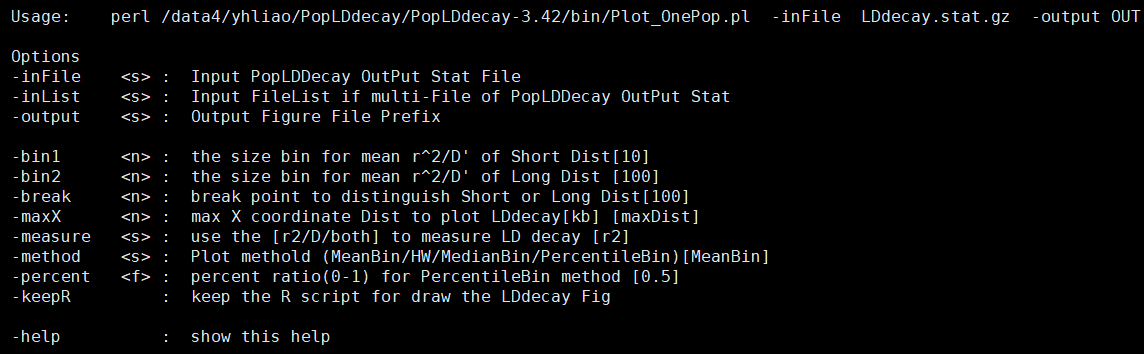 Usage:    perl /data4/yhliao/PopLDdecay/PopLDdecay-3.42/bin/Plot_OnePop.pl  -inFile  LDdecay.stat.gz  -output OUT
Options
-inFile    <s> :  Input PopLDDecay OutPut Stat File
-inList    <s> :  Input FileList if multi-File of PopLDDecay OutPut Stat
-output    <s> :  Output Figure File Prefix
-bin1      <n> :  the size bin for mean r^2/D' of Short Dist[10]
-bin2      <n> :  the size bin for mean r^2/D' of Long Dist [100]
-break     <n> :  break point to distinguish Short or Long Dist[100]
-maxX      <n> :  max X coordinate Dist to plot LDdecay[kb] [maxDist]
-measure   <s> :  use the [r2/D/both] to measure LD decay [r2]
-method    <s> :  Plot methold (MeanBin/HW/MedianBin/PercentileBin)[MeanBin]
-percent   <f> :  percent ratio(0-1) for PercentileBin method [0.5]
-keepR         :  keep the R script for draw the LDdecay Fig
-help          :  show this help